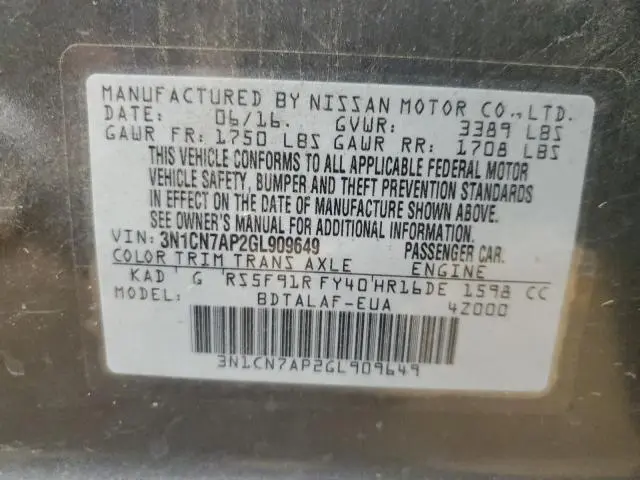 MANUFACTURED BY NISSAN MOTOR CO., LTD.
DATE: 06/16. GVWR: 3389 LBS
GAWR FR: 1750 LBS GAWR RR: 1708 LBS
THIS VEHICLE CONFORMS TO ALL APPLICABLE FEDERAL MOTOR
VEHICLE SAFETY, BUMPER AND THEFT PREVENTION STANDARDS
IN EFFECT ON THE DATE OF MANUFACTURE SHOWN ABOVE.
SEE OWNER'S MANUAL FOR ADDITIONAL INFORMATION.
VIN: 3N1CN7AP2GL909649 PASSENGER CAR.
COLOR TRIM TRANS AXLE ENGINE
KAD G RS5F91R FY40 HR16DE 1598 CC
BDTALAF-EUA 4Z000
3N1CN7AP2GL909649